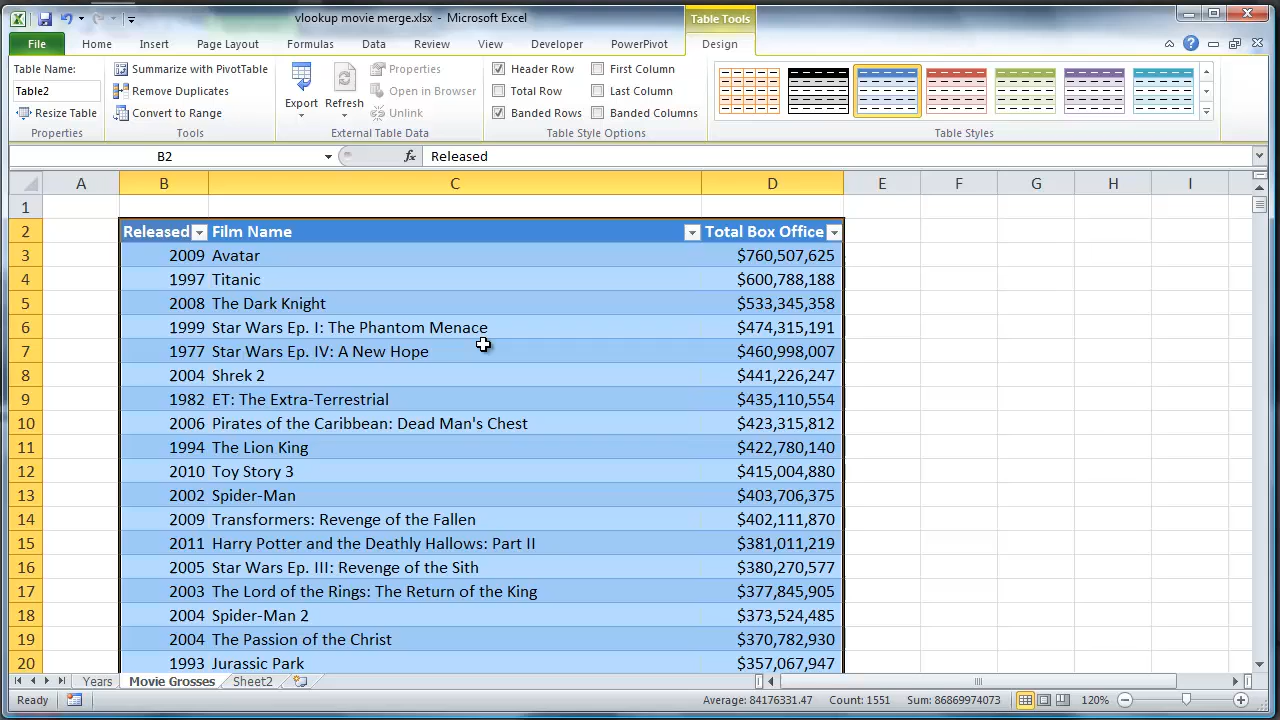 vlookup movie merge.xlsx - Microsoft Excel
Table Tools
File Home Insert Page Layout Formulas Data Review View Developer PowerPivot Design
Table Name:
Table2
Resize Table
Properties
Summarize with PivotTable
Remove Duplicates
Convert to Range
Tools
Export Refresh
Properties
Open in Browser
Unlink
External Table Data
Header Row First Column
Total Row Last Column
Banded Rows Banded Columns
Table Style Options
Table Styles
B2 fx Released
A B C D E F G H I
1
2 Released Film Name Total Box Office
3 2009 Avatar $760,507,625
4 1997 Titanic $600,788,188
5 2008 The Dark Knight $533,345,358
6 1999 Star Wars Ep. I: The Phantom Menace $474,315,191
7 1977 Star Wars Ep. IV: A New Hope $460,998,007
8 2004 Shrek 2 $441,226,247
9 1982 ET: The Extra-Terrestrial $435,110,554
10 2006 Pirates of the Caribbean: Dead Man's Chest $423,315,812
11 1994 The Lion King $422,780,140
12 2010 Toy Story 3 $415,004,880
13 2002 Spider-Man $403,706,375
14 2009 Transformers: Revenge of the Fallen $402,111,870
15 2011 Harry Potter and the Deathly Hallows: Part II $381,011,219
16 2005 Star Wars Ep. III: Revenge of the Sith $380,270,577
17 2003 The Lord of the Rings: The Return of the King $377,845,905
18 2004 Spider-Man 2 $373,524,485
19 2004 The Passion of the Christ $370,782,930
20 1993 Jurassic Park $357,067,947
Years Movie Grosses Sheet2
Ready Average: 84176331.47 Count: 1551 Sum: 86869974073 120%